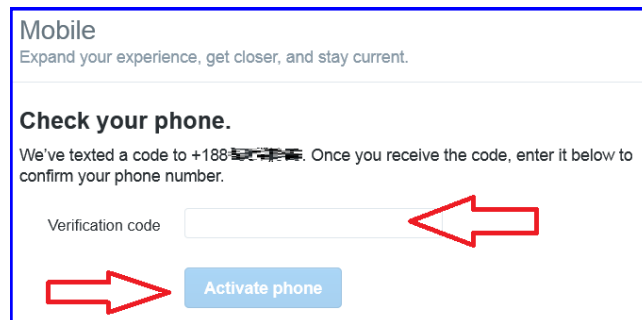 Mobile
Expand your experience, get closer, and stay current.
Check your phone.
We've texted a code to +188 . Once you receive the code, enter it below to
confirm your phone number.
Verification code
Activate phone